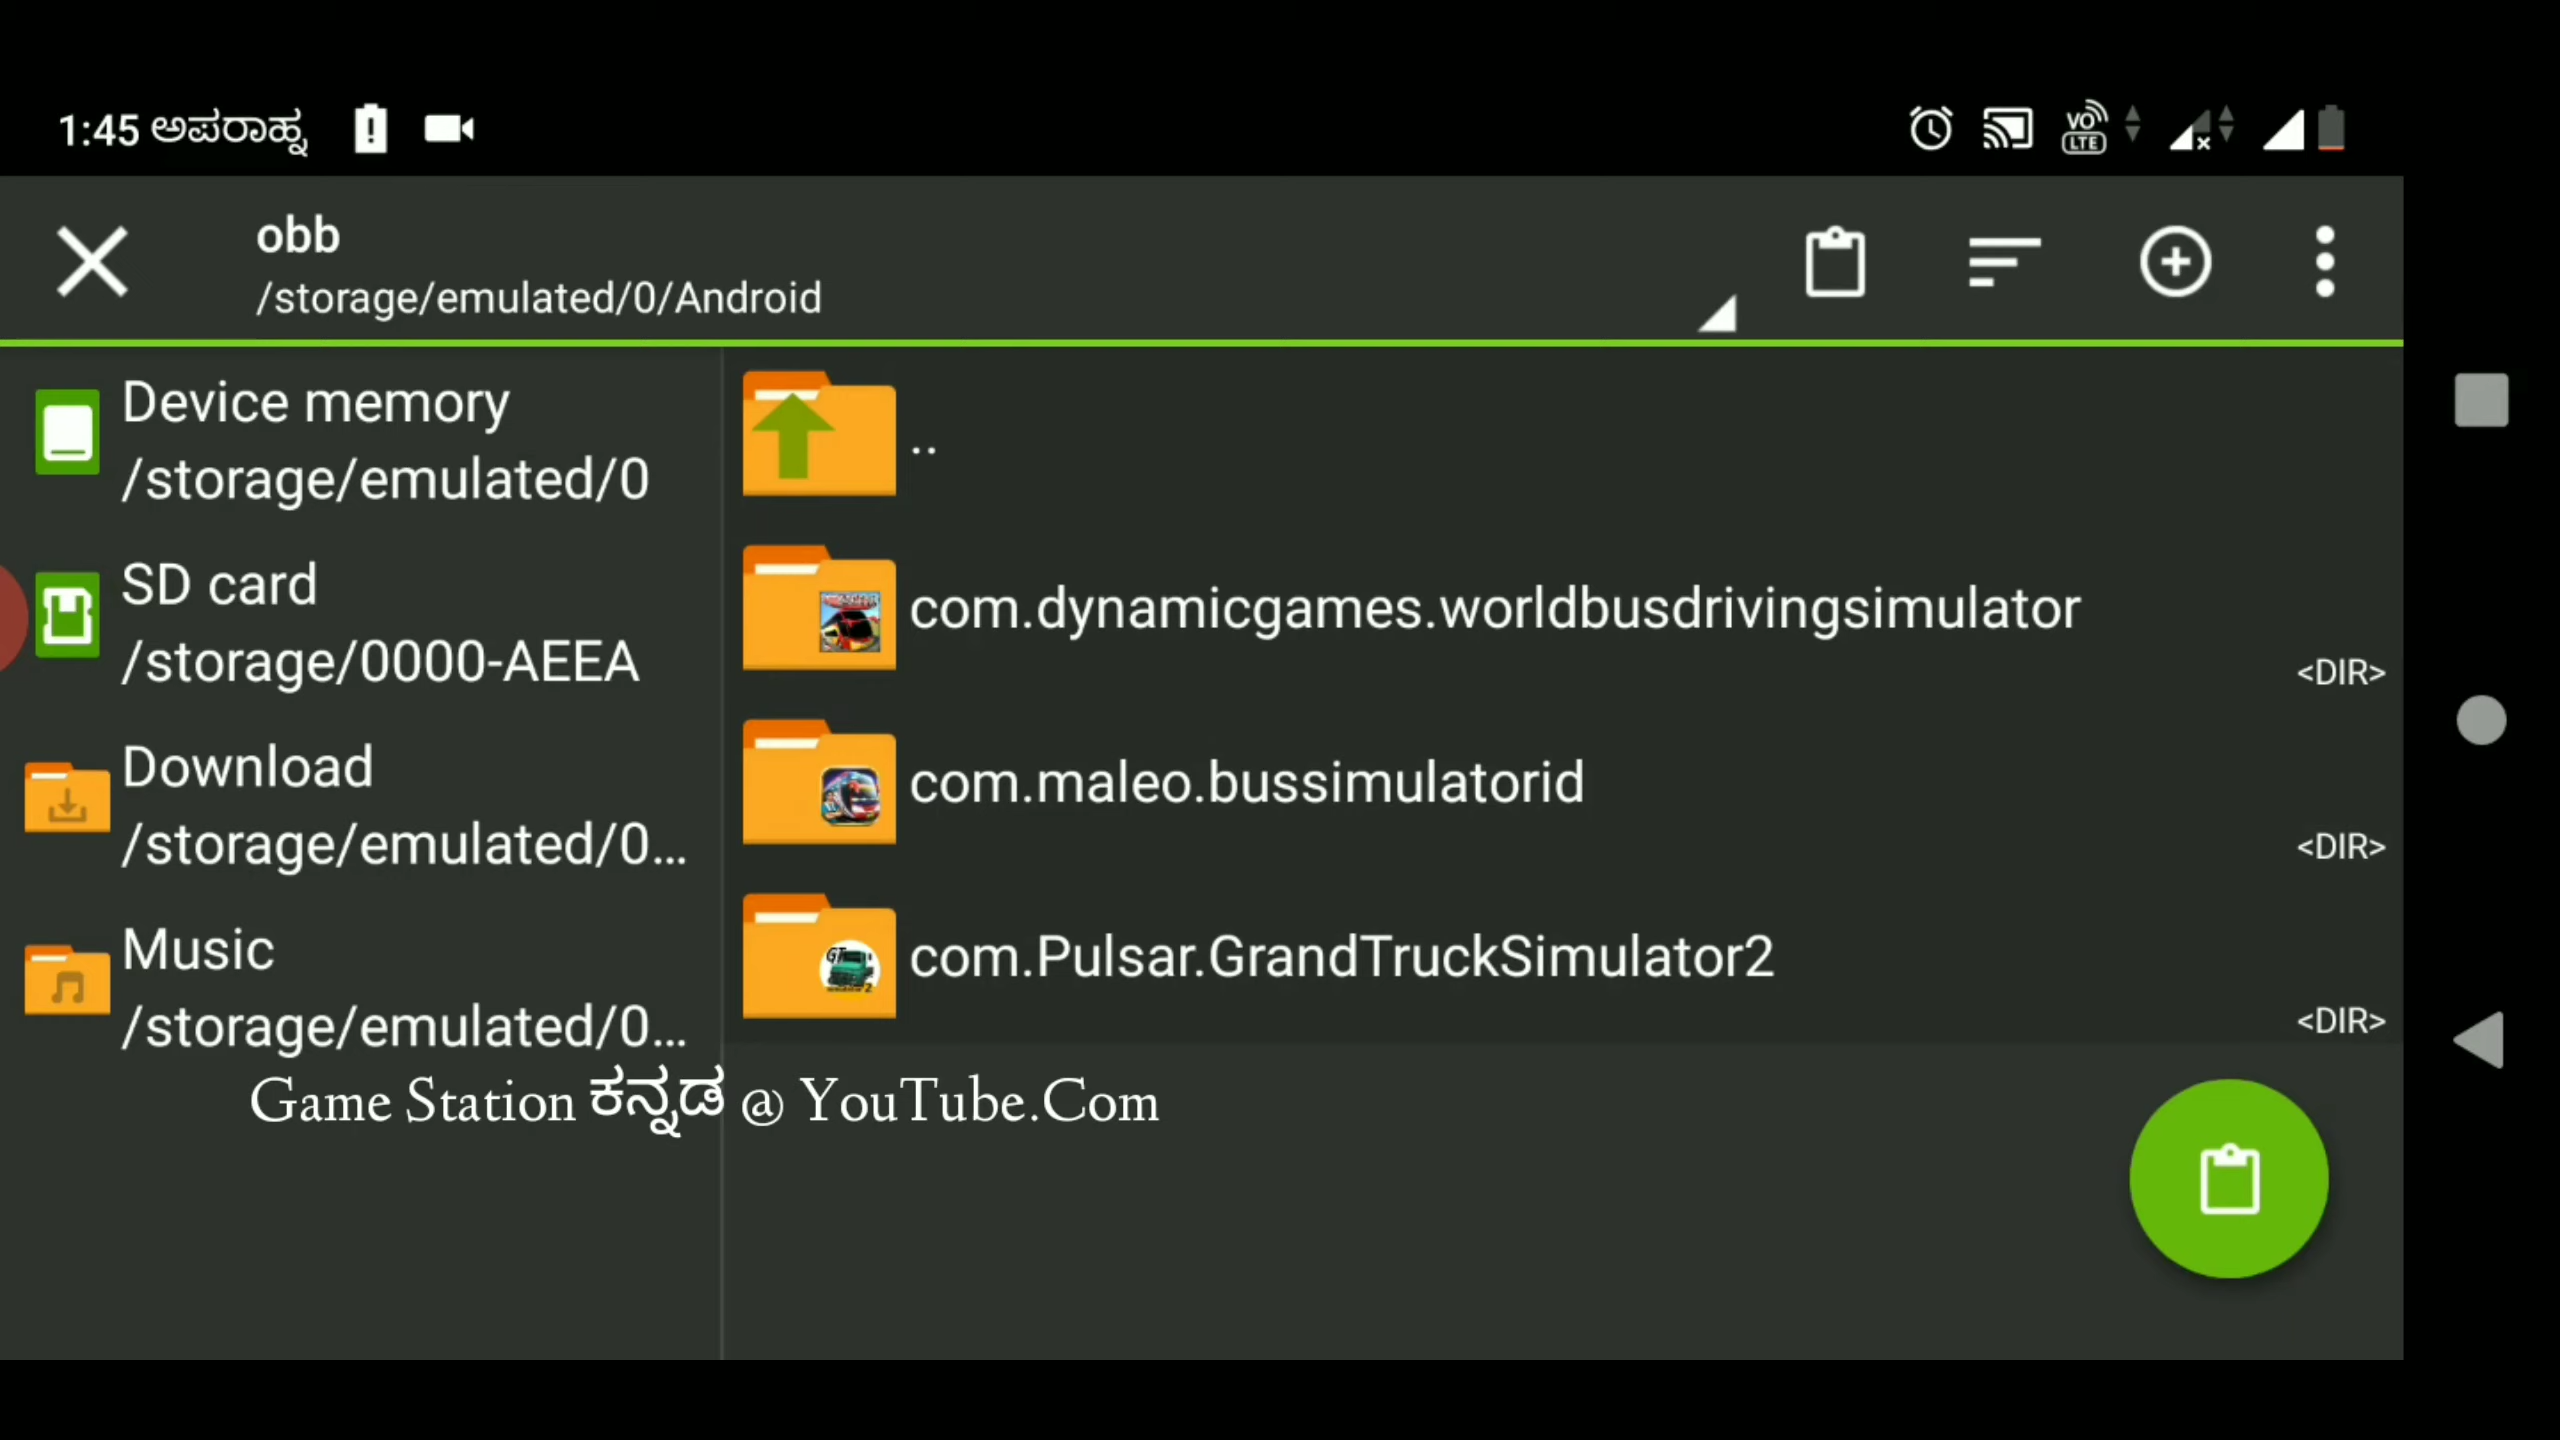 1:45 ಅಪರಾಹ್ನ
VO LTE
obb
/storage/emulated/0/Android
Device memory
/storage/emulated/0
SD card
/storage/0000-AEEA
Download
/storage/emulated/0...
Music
/storage/emulated/0...
..
com.dynamicgames.worldbusdrivingsimulator
<DIR>
com.maleo.bussimulatorid
<DIR>
com.Pulsar.GrandTruckSimulator2
<DIR>
Game Station ಕನ್ನಡ @ YouTube.Com